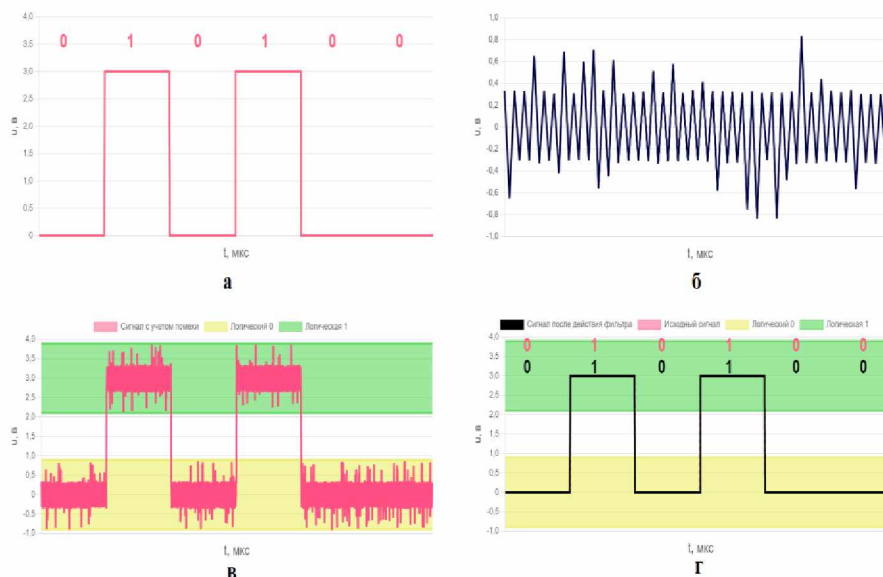 4,0
3,5
3,0
2,5
2,0
1,5
1,0
0,5
0
U, В
0 1 0 1 0 0
t, мкс
а
1,0
0,8
0,6
0,4
0,2
0
-0,2
-0,4
-0,6
-0,8
-1,0
U, В
t, мкс
б
Сигнал с учетом помехи Логический 0 Логическая 1
4,0
3,5
3,0
2,5
2,0
1,5
1,0
0,5
0
-0,5
-1,0
U, В
t, мкс
в
Сигнал после действия фильтра Исходный сигнал Логический 0 Логическая 1
4,0
3,5
3,0
2,5
2,0
1,5
1,0
0,5
0
-0,5
-1,0
U, В
0 1 0 1 0 0
0 1 0 1 0 0
t, мкс
г